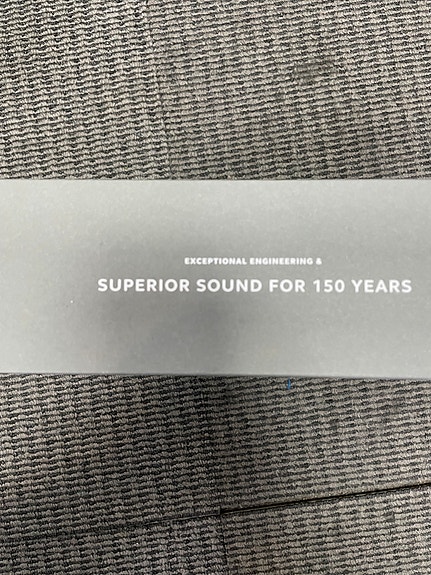 EXCEPTIONAL ENGINEERING &
SUPERIOR SOUND FOR 150 YEARS